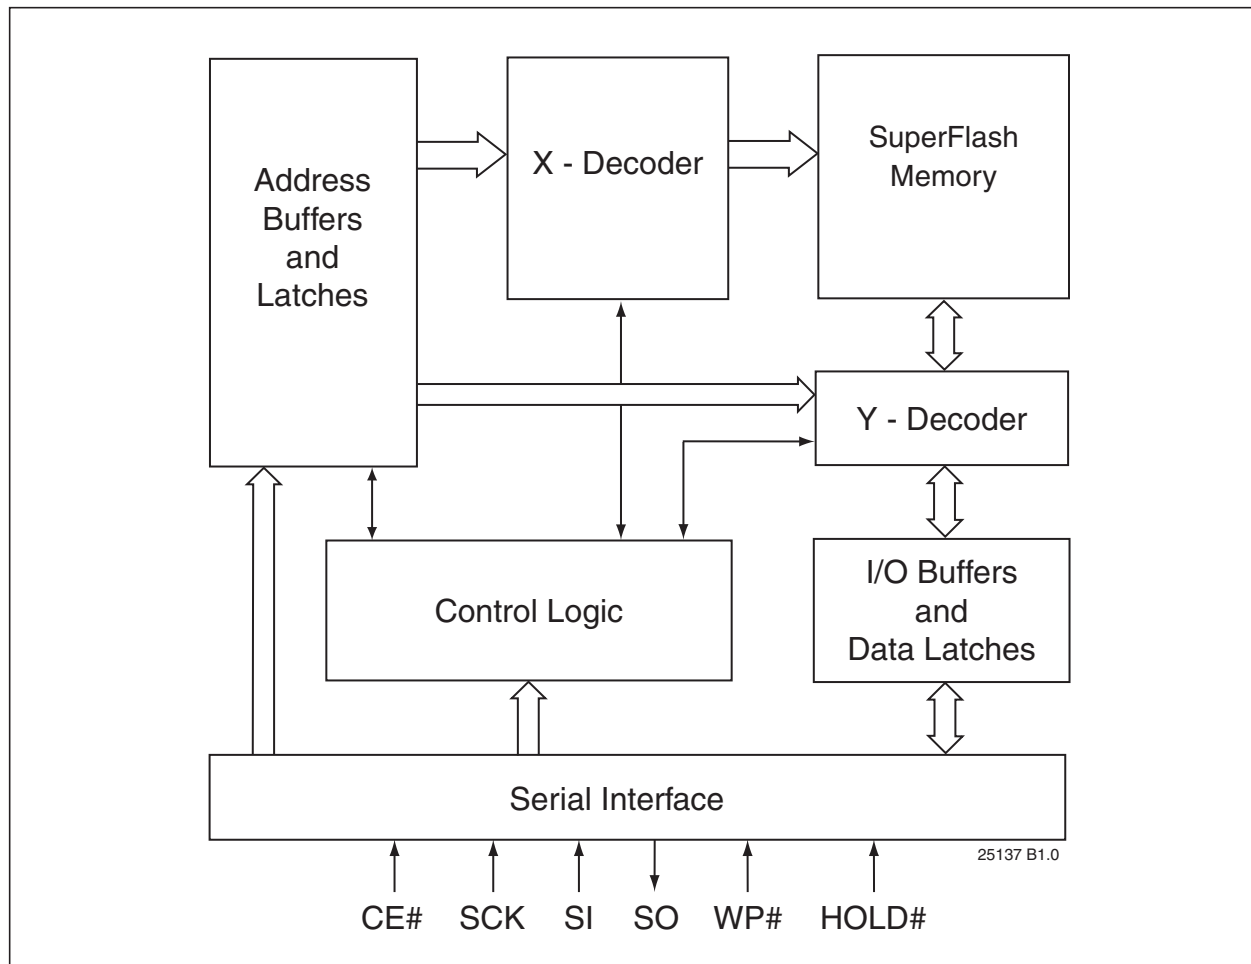 Address
Buffers
and
Latches
X - Decoder
SuperFlash
Memory
Y - Decoder
Control Logic
I/O Buffers
and
Data Latches
Serial Interface
25137 B1.0
CE# SCK SI SO WP# HOLD#